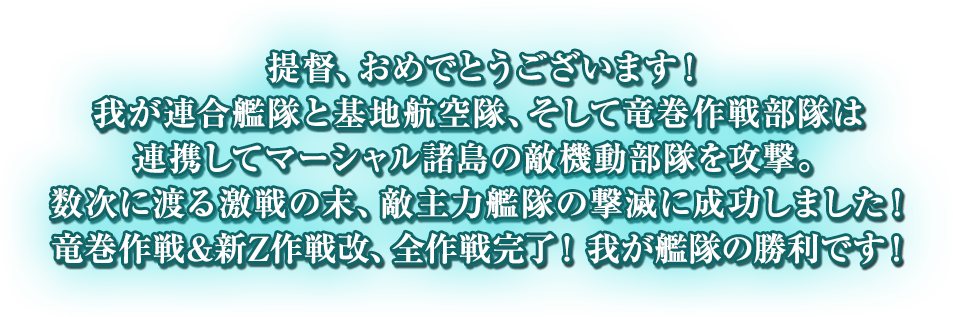 提督、おめでとうございます！
我が連合艦隊と基地航空隊、そして竜巻作戦部隊は
連携してマーシャル諸島の敵機動部隊を攻撃。
数次に渡る激戦の末、敵主力艦隊の撃滅に成功しました！
竜巻作戦&新Z作戦改、全作戦完了！ 我が艦隊の勝利です！